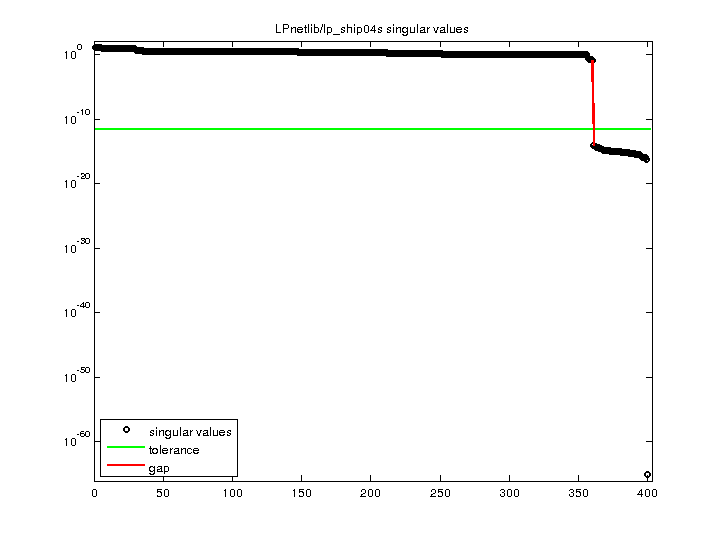 LPnetlib/lp_ship04s singular values
10^0
10^-10
10^-20
10^-30
10^-40
10^-50
10^-60
singular values
tolerance
gap
0 50 100 150 200 250 300 350 400